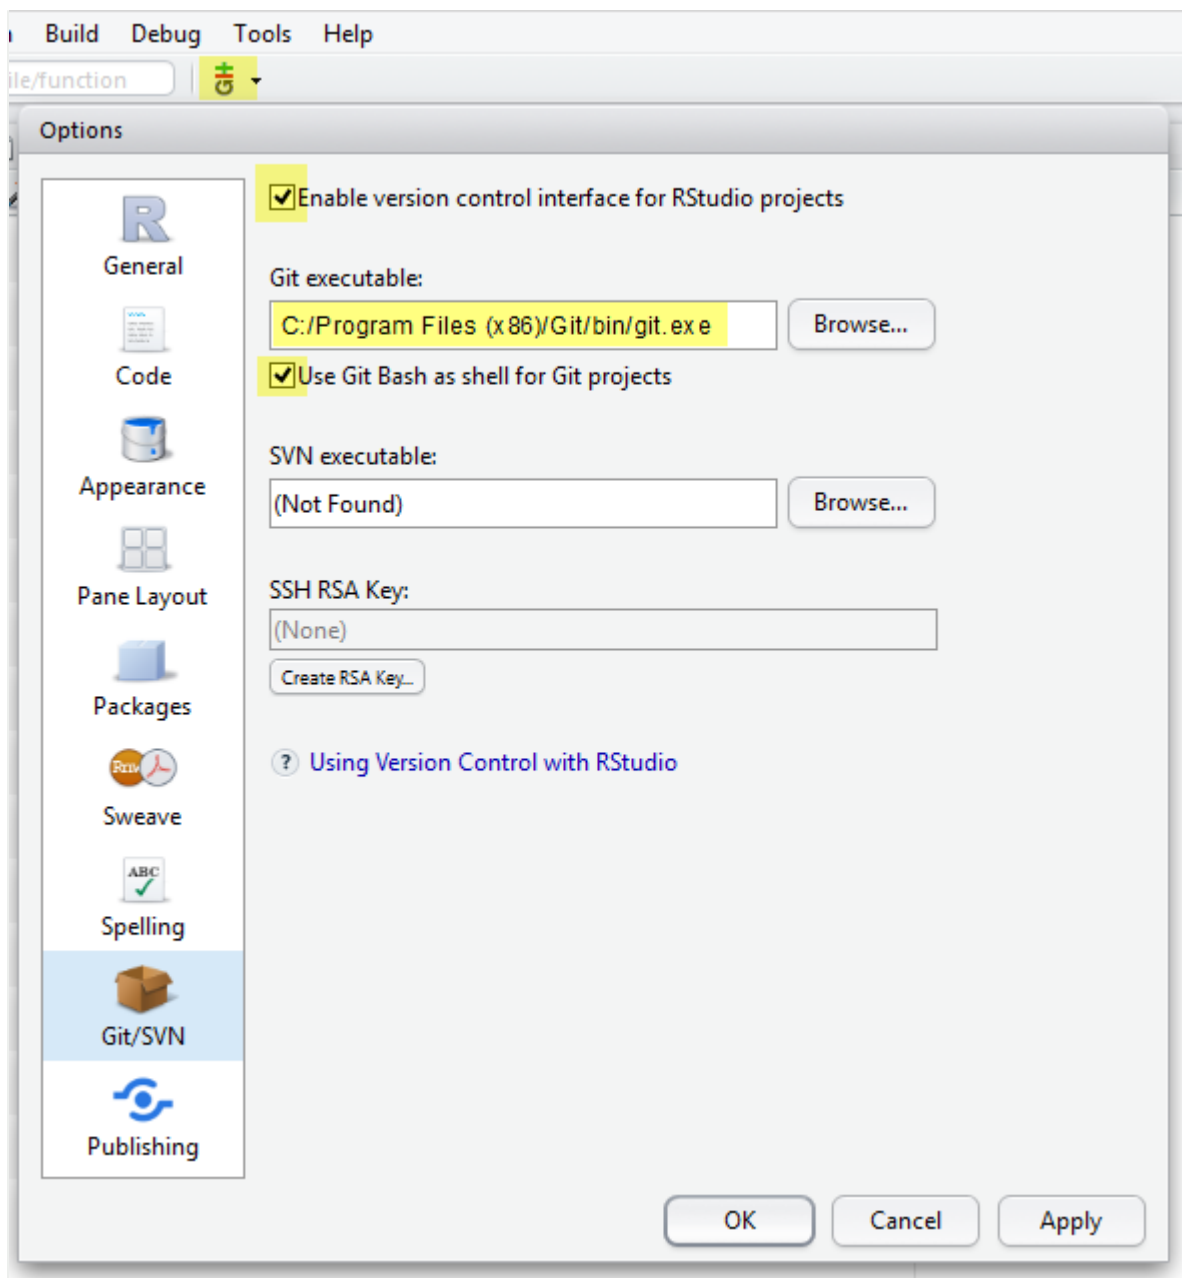 Build Debug Tools Help
ile/function
Git
Options
Enable version control interface for RStudio projects
R
General
Git executable:
C:/Program Files (x86)/Git/bin/git.exe
Browse...
Code
Use Git Bash as shell for Git projects
Appearance
SVN executable:
(Not Found)
Browse...
Pane Layout
SSH RSA Key:
(None)
Create RSA Key...
Packages
Rnw
Using Version Control with RStudio
?
Sweave
ABC
Spelling
Git/SVN
Publishing
OK Cancel Apply